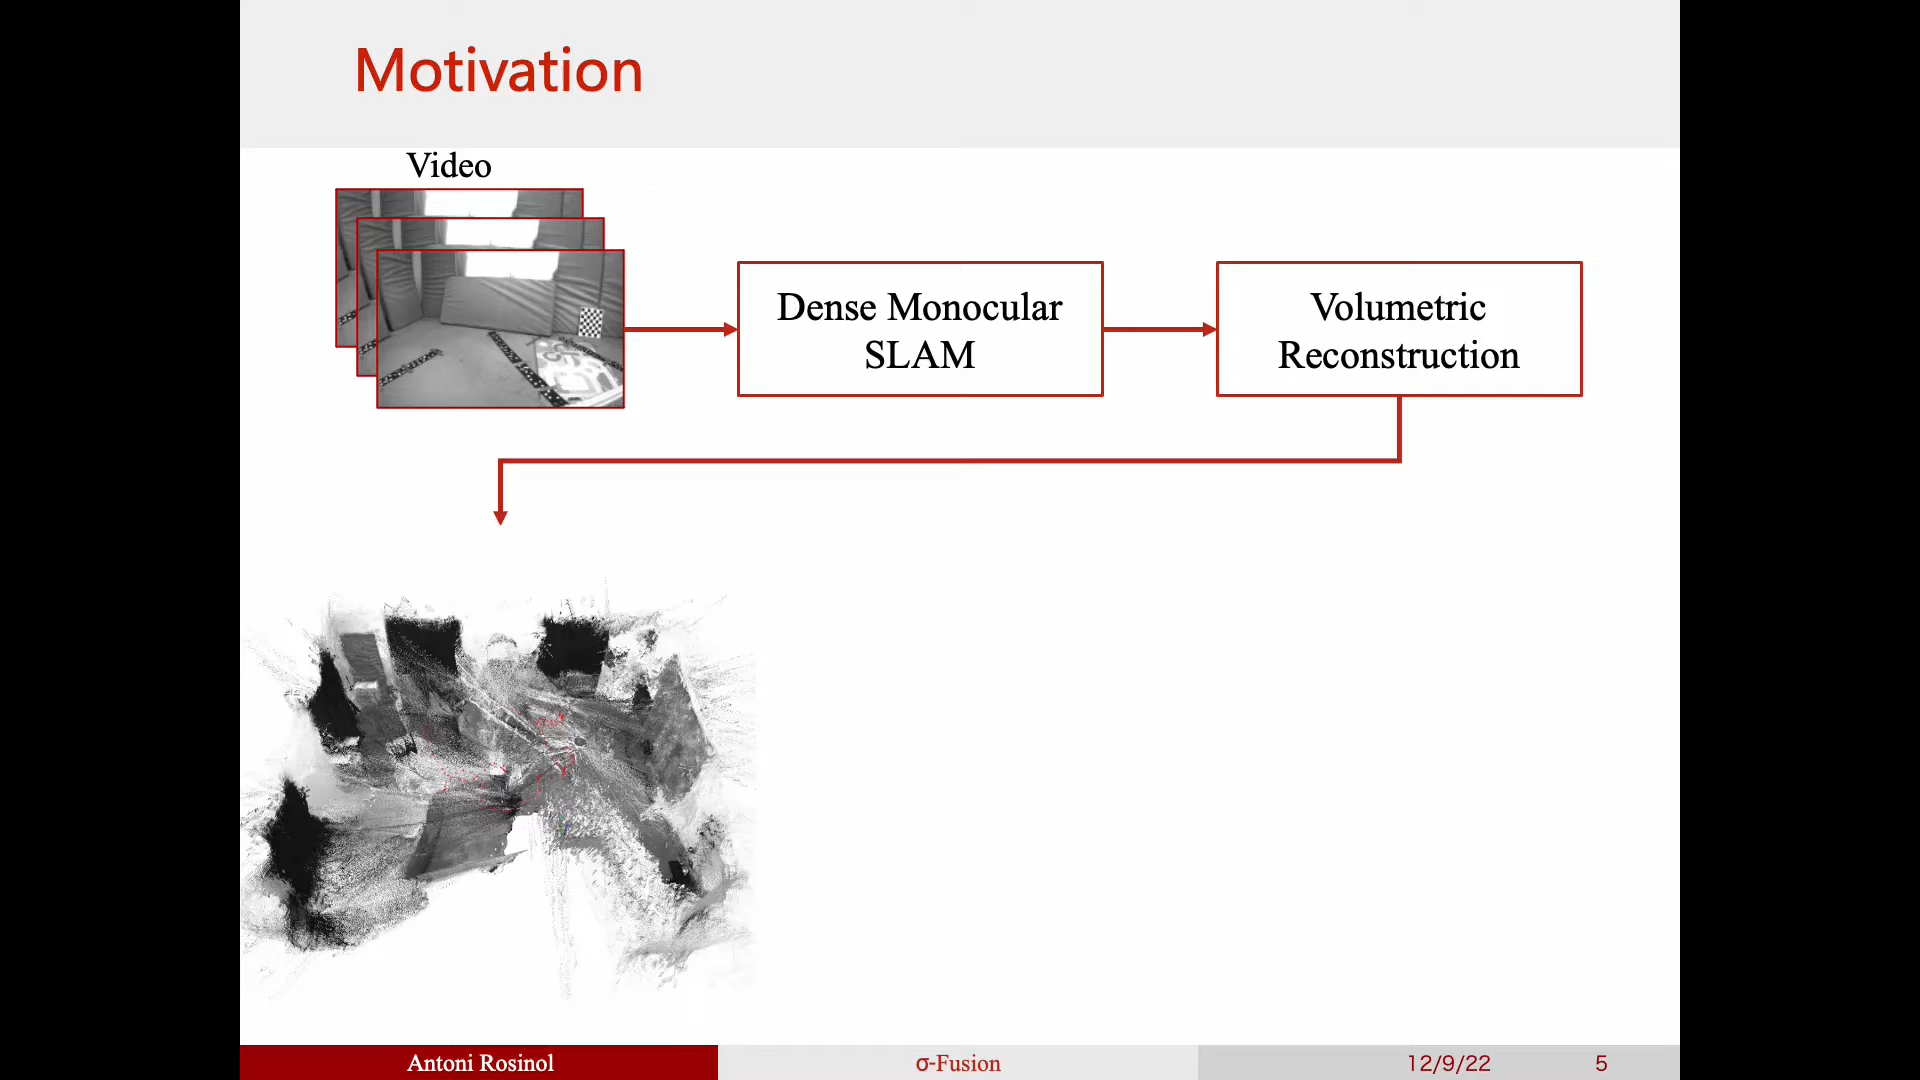 Motivation
Video
Dense Monocular
SLAM
Volumetric
Reconstruction
Antoni Rosinol
σ-Fusion
12/9/22
5